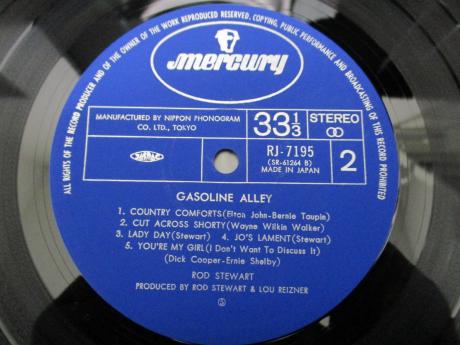 ALL RIGHTS OF THE RECORD PRODUCER AND OF THE OWNER OF THE WORK REPRODUCED RESERVED. COPYING, PUBLIC PERFORMANCE AND BROADCASTING OF THIS RECORD PROHIBITED
mercury
MANUFACTURED BY NIPPON PHONOGRAM
CO. LTD., TOKYO
33 1/3 STEREO
RJ-7195
(SR-61264 B)
MADE IN JAPAN
2
GASOLINE ALLEY
1. COUNTRY COMFORTS(Elton John-Bernie Taupin)
2. CUT ACROSS SHORTY(Wayne Wilkin Walker)
3. LADY DAY(Stewart) 4. JO'S LAMENT(Stewart)
5. YOU'RE MY GIRL(I Don't Want to Discuss It)
(Dick Cooper-Ernie Shelby)
ROD STEWART
PRODUCED BY ROD STEWART & LOU REIZNER